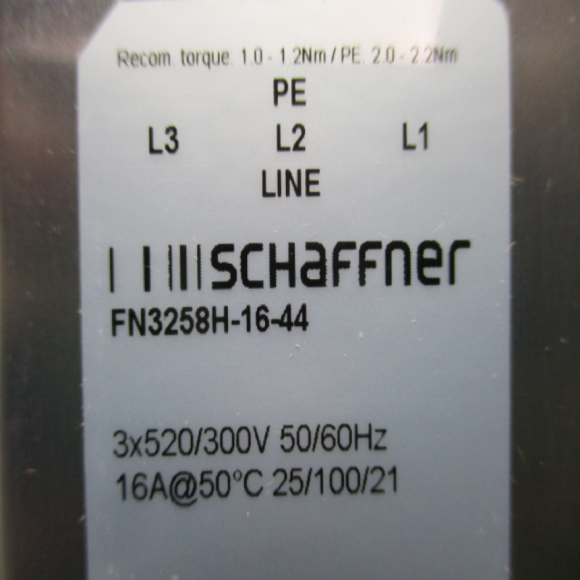 Recom. torque: 1.0 - 1.2Nm / PE: 2.0 - 2.2Nm
PE
L3 L2 L1
LINE
SCHAFFNER
FN3258H-16-44
3x520/300V 50/60Hz
16A@50°C 25/100/21